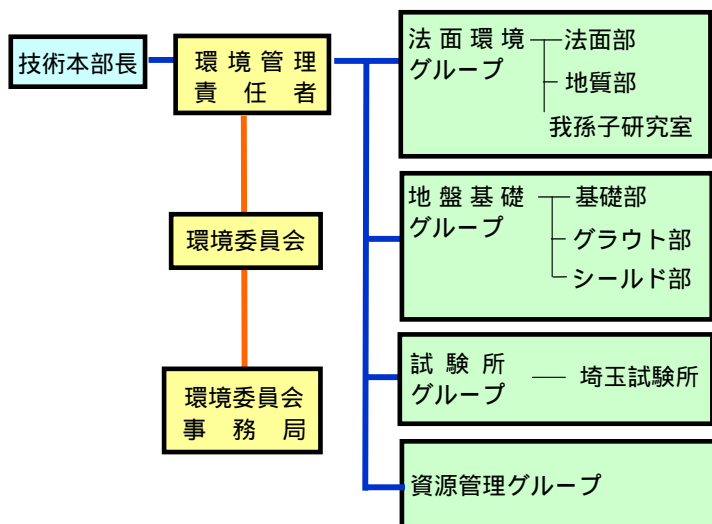 技術本部長
環境管理
責任者
環境委員会
環境委員会
事務局
法面環境
グループ
法面部
地質部
我孫子研究室
地盤基礎
グループ
基礎部
グラウト部
シールド部
試験所
グループ
埼玉試験所
資源管理グループ